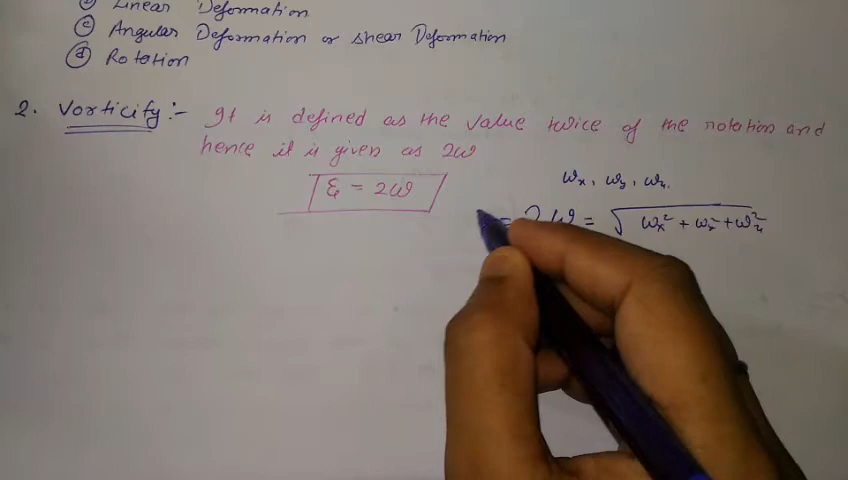 Linear Deformation
(c) Angular Deformation or shear Deformation
(d) Rotation
2. Vorticity :- It is defined as the value twice of the rotation and
hence it is given as 2ω
ξ = 2ω
ωx, ωy, ωz.
= 2ω = √ωx² + ωy² + ωz²